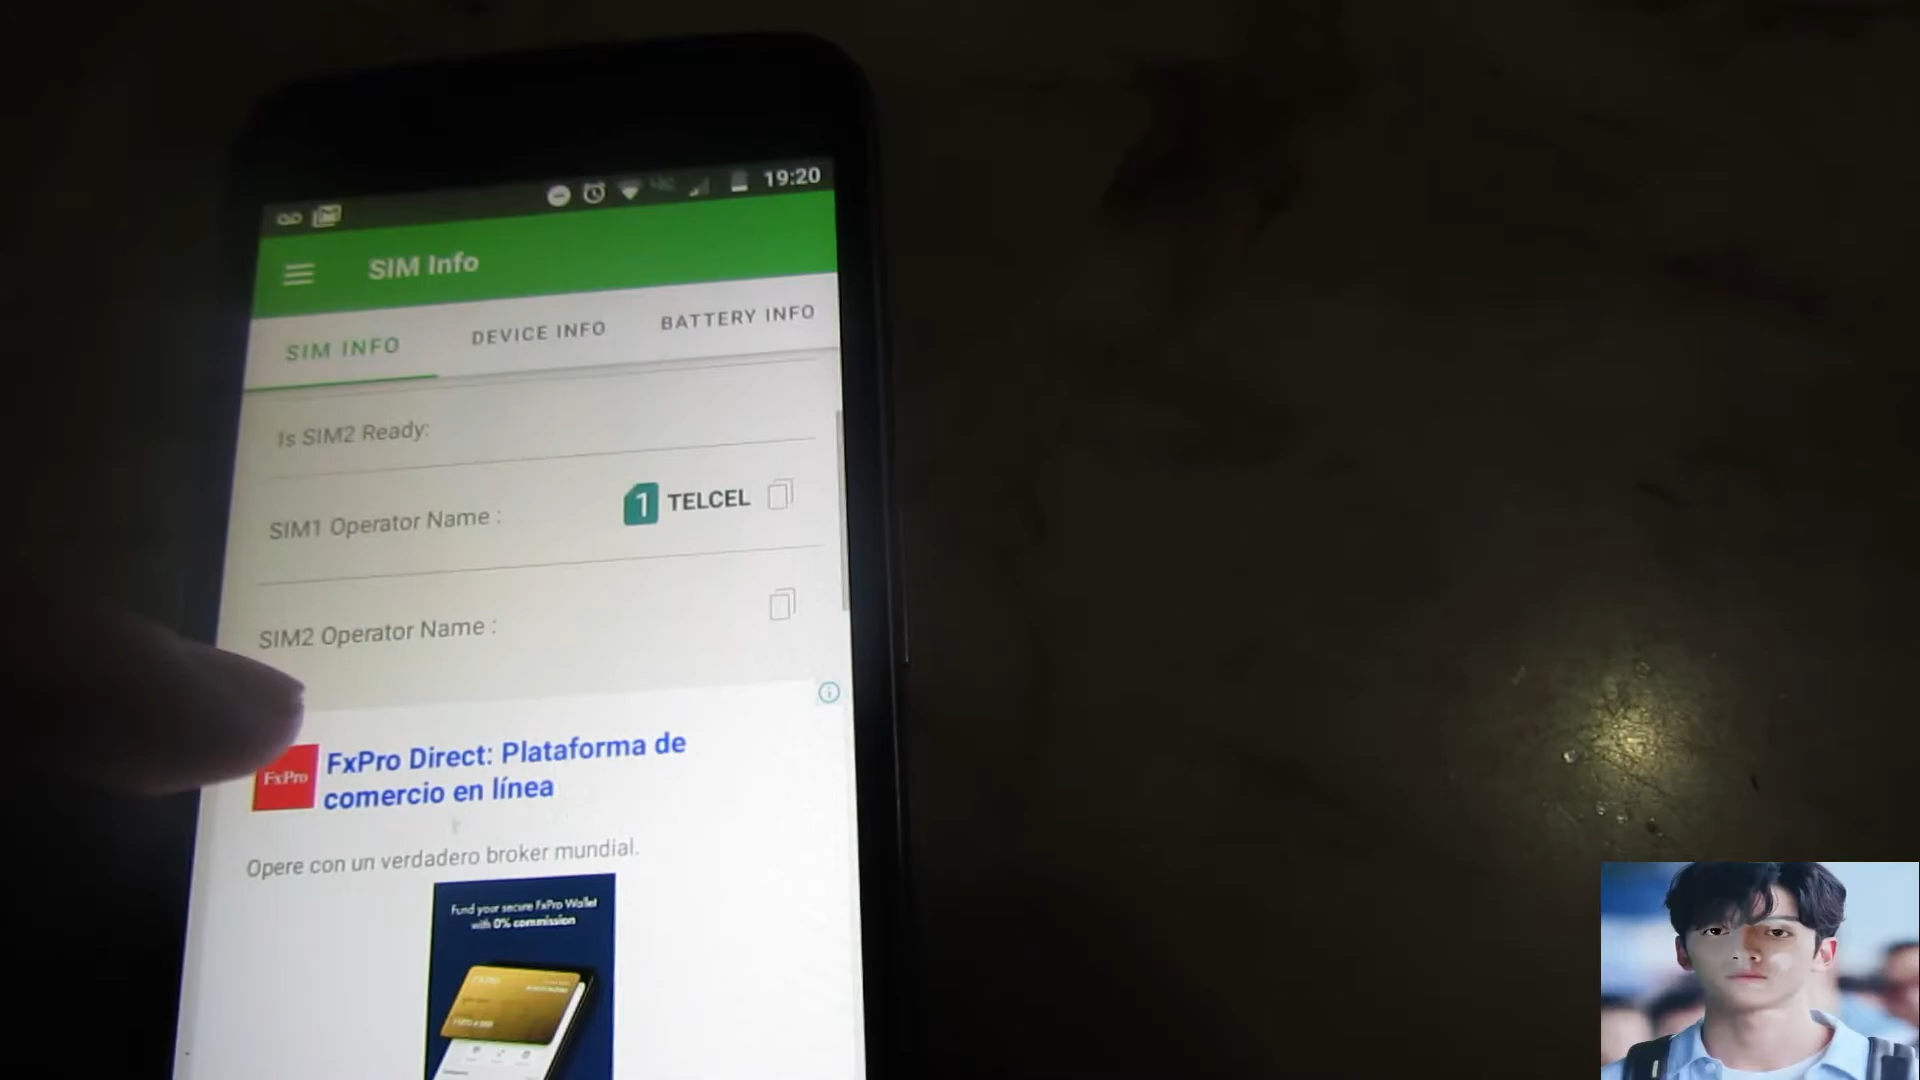 19:20
SIM Info
SIM INFO
DEVICE INFO
BATTERY INFO
Is SIM2 Ready:
SIM1 Operator Name :
1 TELCEL
SIM2 Operator Name :
FxPro
FxPro Direct: Plataforma de
comercio en línea
Opere con un verdadero broker mundial.
Fund your secure FxPro Wallet
with 0% commission